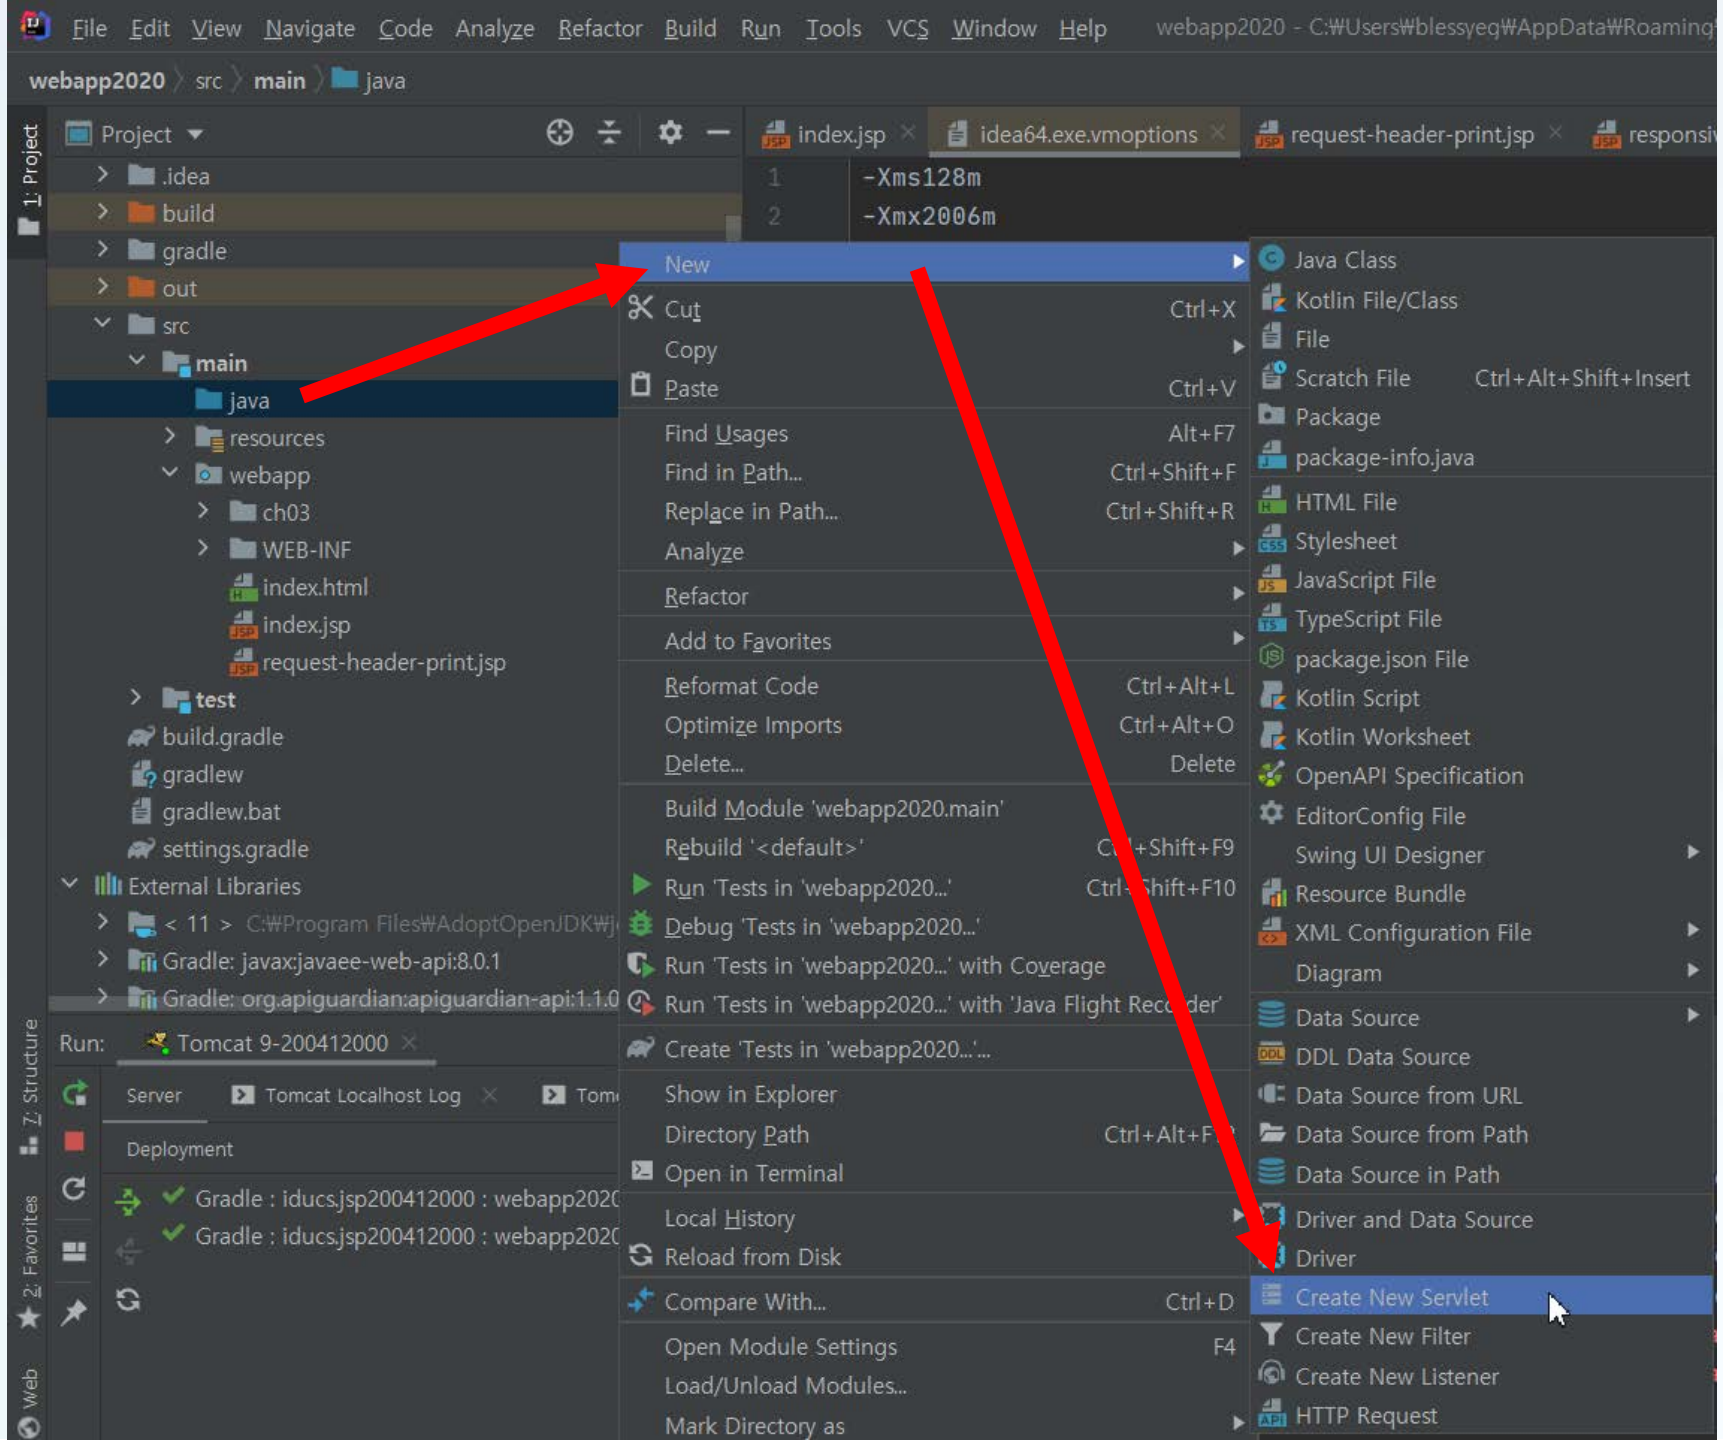 File Edit View Navigate Code Analyze Refactor Build Run Tools VCS Window Help webapp2020 - C:₩Users₩blessyeq₩AppData₩Roaming
webapp2020 src main java
1: Project
Project
index.jsp
idea64.exe.vmoptions
request-header-print.jsp
.idea
build
gradle
out
src
main
java
resources
webapp
ch03
WEB-INF
index.html
index.jsp
request-header-print.jsp
test
build.gradle
gradlew
gradlew.bat
settings.gradle
External Libraries
< 11 > C:₩Program Files₩AdoptOpenJDK₩j
Gradle: javax:javaee-web-api:8.0.1
Gradle: org.apiguardian:apiguardian-api:1.1.0
1 -Xms128m
2 -Xmx2006m
New
Cut Ctrl+X
Copy
Paste Ctrl+V
Find Usages Alt+F7
Find in Path... Ctrl+Shift+F
Replace in Path... Ctrl+Shift+R
Analyze
Refactor
Add to Favorites
Reformat Code Ctrl+Alt+L
Optimize Imports Ctrl+Alt+O
Delete... Delete
Build Module 'webapp2020.main'
Rebuild '<default>' Ctrl+Shift+F9
Run 'Tests in 'webapp2020...' Ctrl+Shift+F10
Debug 'Tests in 'webapp2020...'
Run 'Tests in 'webapp2020...' with Coverage
Run 'Tests in 'webapp2020...' with 'Java Flight Recorder'
Create 'Tests in 'webapp2020...'...
Show in Explorer
Directory Path
Open in Terminal
Local History
Reload from Disk
Compare With... Ctrl+D
Open Module Settings F4
Load/Unload Modules...
Mark Directory as
Java Class
Kotlin File/Class
File
Scratch File Ctrl+Alt+Shift+Insert
Package
package-info.java
HTML File
Stylesheet
JavaScript File
TypeScript File
package.json File
Kotlin Script
Kotlin Worksheet
OpenAPI Specification
EditorConfig File
Swing UI Designer
Resource Bundle
XML Configuration File
Diagram
Data Source
DDL Data Source
Data Source from URL
Data Source from Path
Data Source in Path
Driver and Data Source
Driver
Create New Servlet
Create New Filter
Create New Listener
HTTP Request
7: Structure
2: Favorites
Web
Run: Tomcat 9-200412000
Server Tomcat Localhost Log
Deployment
Gradle : iducs.jsp200412000 : webapp2020
Gradle : iducs.jsp200412000 : webapp2020